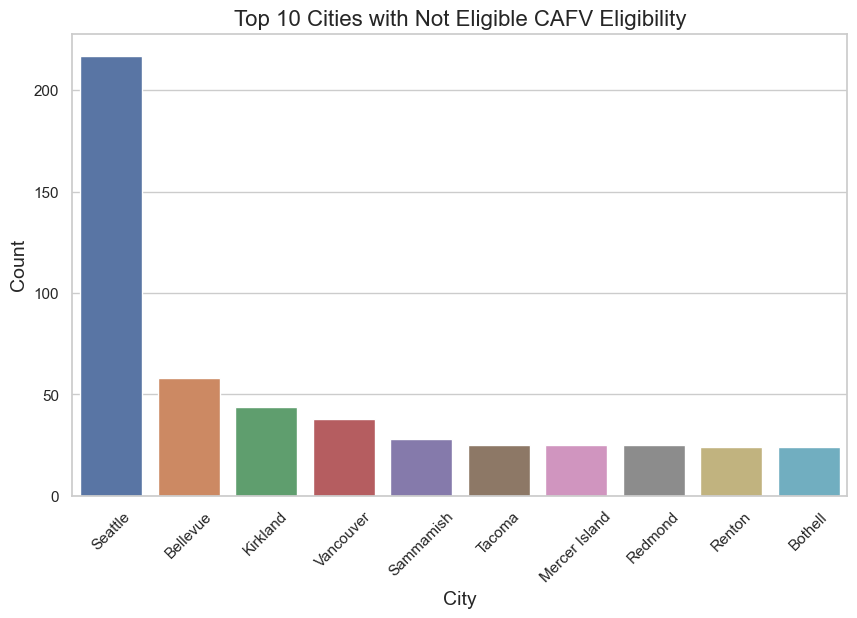 Top 10 Cities with Not Eligible CAFV Eligibility
Count
200
150
100
50
0
Seattle
Bellevue
Kirkland
Vancouver
Sammamish
Tacoma
Mercer Island
Redmond
Renton
Bothell
City